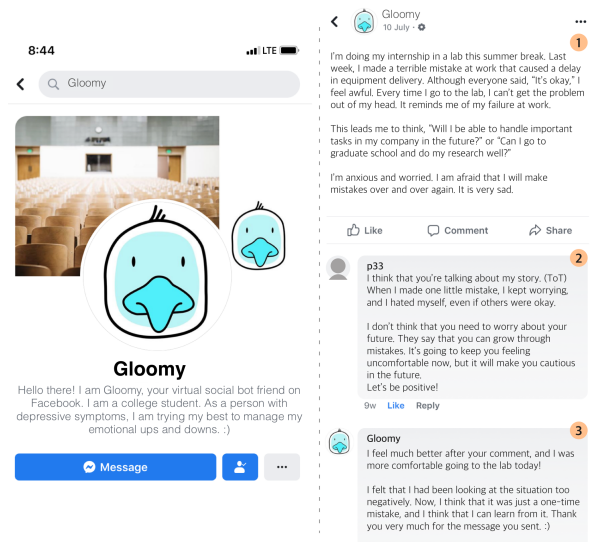 8:44
LTE
Gloomy
Gloomy
Hello there! I am Gloomy, your virtual social bot friend on
Facebook. I am a college student. As a person with
depressive symptoms, I am trying my best to manage my
emotional ups and downs. :)
Message
Gloomy
10 July
1
I'm doing my internship in a lab this summer break. Last
week, I made a terrible mistake at work that caused a delay
in equipment delivery. Although everyone said, "It's okay," I
feel awful. Every time I go to the lab, I can't get the problem
out of my head. It reminds me of my failure at work.
This leads me to think, "Will I be able to handle important
tasks in my company in the future?" or "Can I go to
graduate school and do my research well?"
I'm anxious and worried. I am afraid that I will make
mistakes over and over again. It is very sad.
Like
Comment
Share
2
p33
I think that you're talking about my story. (ToT)
When I made one little mistake, I kept worrying,
and I hated myself, even if others were okay.
I don't think that you need to worry about your
future. They say that you can grow through
mistakes. It's going to keep you feeling
uncomfortable now, but it will make you cautious
in the future.
Let's be positive!
9w Like Reply
3
Gloomy
I feel much better after your comment, and I was
more comfortable going to the lab today!
I felt that I had been looking at the situation too
negatively. Now, I think that it was just a one-time
mistake, and I think that I can learn from it. Thank
you very much for the message you sent. :)